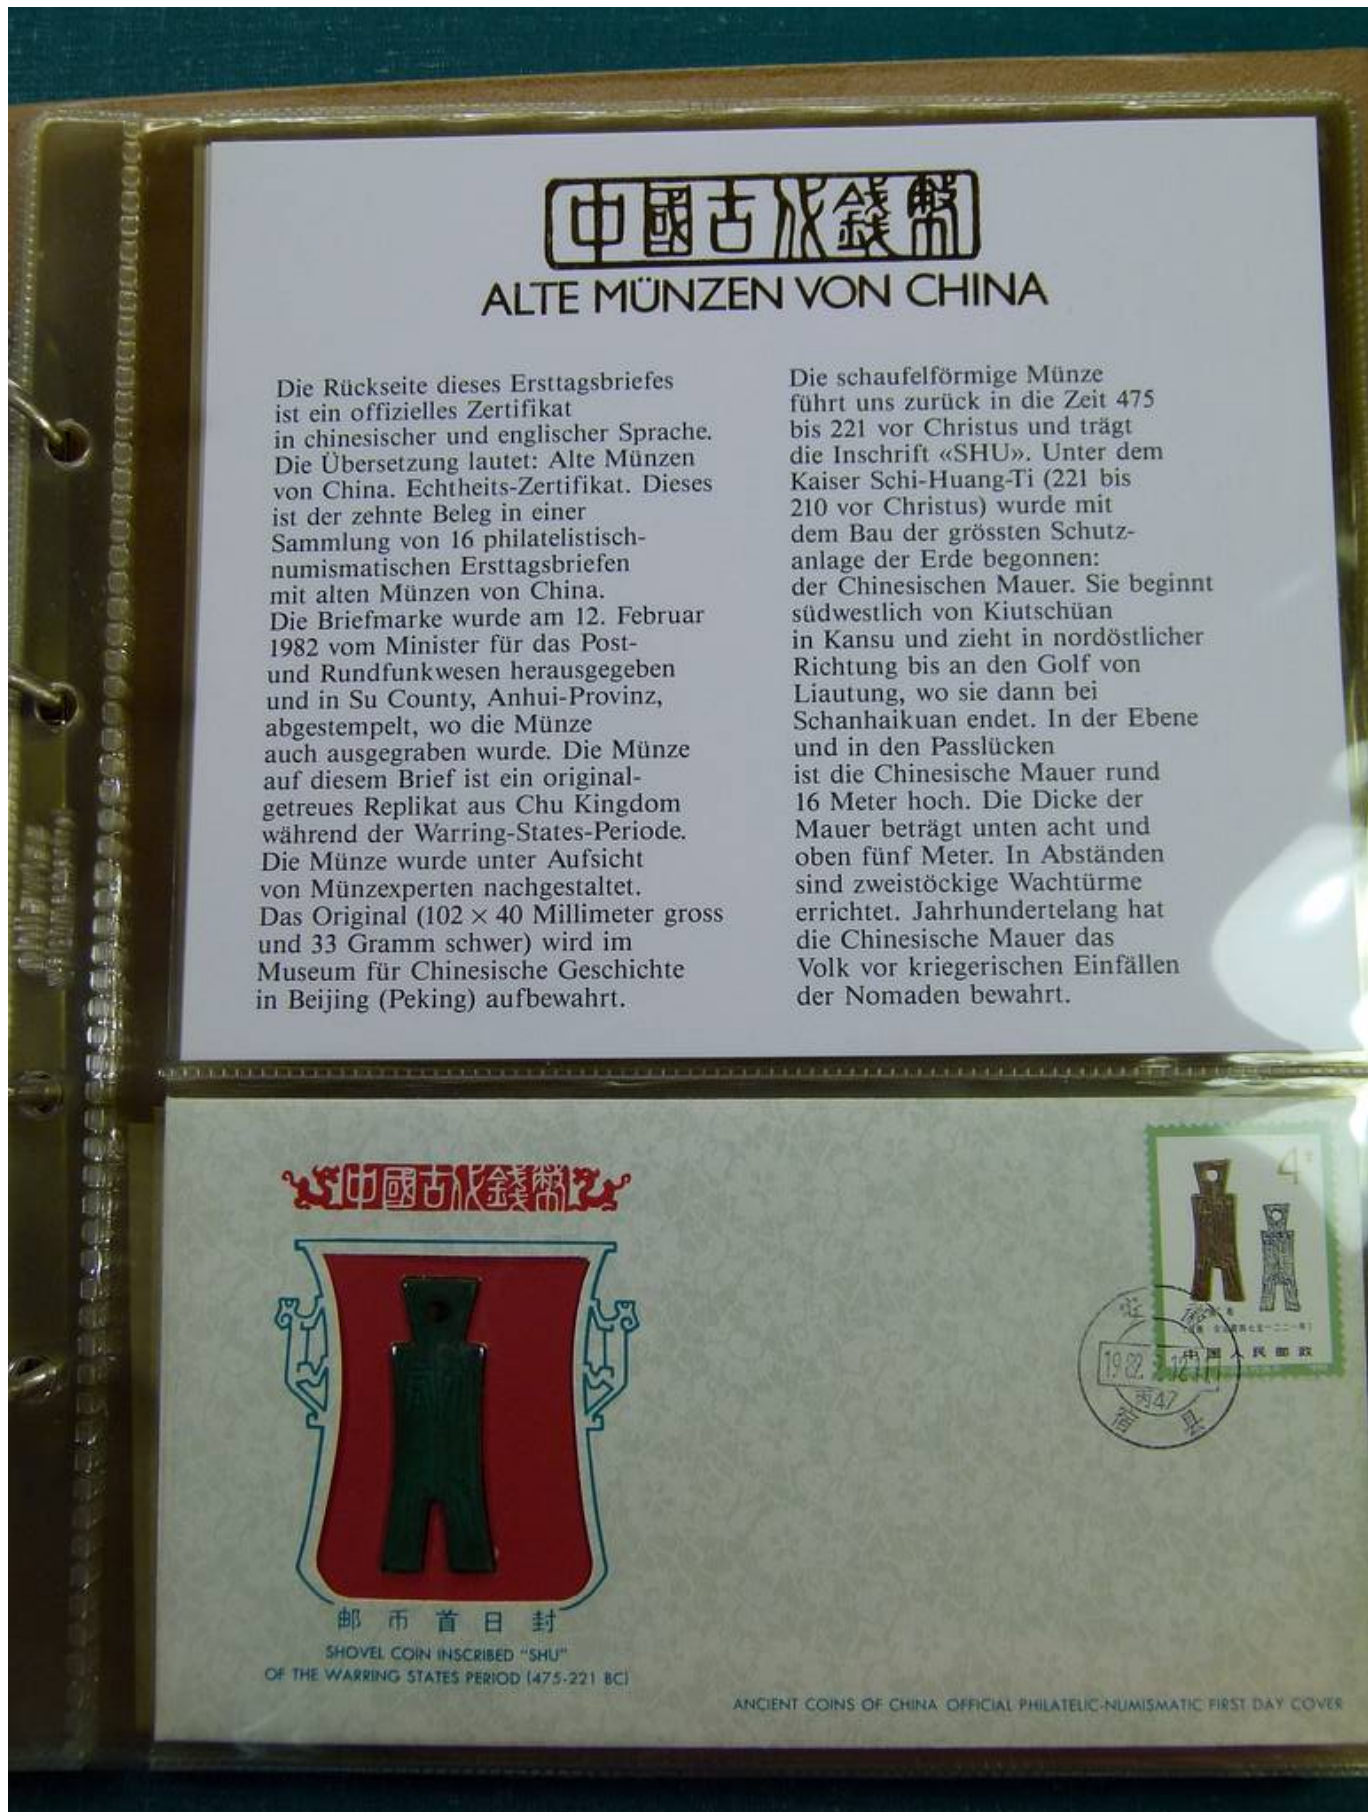 中國古代錢幣
ALTE MÜNZEN VON CHINA
Die Rückseite dieses Ersttagsbriefes
ist ein offizielles Zertifikat
in chinesischer und englischer Sprache.
Die Übersetzung lautet: Alte Münzen
von China. Echtheits-Zertifikat. Dieses
ist der zehnte Beleg in einer
Sammlung von 16 philatelistisch-
numismatischen Ersttagsbriefen
mit alten Münzen von China.
Die Briefmarke wurde am 12. Februar
1982 vom Minister für das Post-
und Rundfunkwesen herausgegeben
und in Su County, Anhui-Provinz,
abgestempelt, wo die Münze
auch ausgegraben wurde. Die Münze
auf diesem Brief ist ein original-
getreues Replikat aus Chu Kingdom
während der Warring-States-Periode.
Die Münze wurde unter Aufsicht
von Münzexperten nachgestaltet.
Das Original (102 × 40 Millimeter gross
und 33 Gramm schwer) wird im
Museum für Chinesische Geschichte
in Beijing (Peking) aufbewahrt.
Die schaufelförmige Münze
führt uns zurück in die Zeit 475
bis 221 vor Christus und trägt
die Inschrift «SHU». Unter dem
Kaiser Schi-Huang-Ti (221 bis
210 vor Christus) wurde mit
dem Bau der grössten Schutz-
anlage der Erde begonnen:
der Chinesischen Mauer. Sie beginnt
südwestlich von Kiutschüan
in Kansu und zieht in nordöstlicher
Richtung bis an den Golf von
Liautung, wo sie dann bei
Schanhaikuan endet. In der Ebene
und in den Passlücken
ist die Chinesische Mauer rund
16 Meter hoch. Die Dicke der
Mauer beträgt unten acht und
oben fünf Meter. In Abständen
sind zweistöckige Wachtürme
errichtet. Jahrhundertelang hat
die Chinesische Mauer das
Volk vor kriegerischen Einfällen
der Nomaden bewahrt.
中國古代錢幣
4
中国人民邮政
1982
丙47
宿县
邮币首日封
SHOVEL COIN INSCRIBED "SHU"
OF THE WARRING STATES PERIOD (475-221 BC)
ANCIENT COINS OF CHINA OFFICIAL PHILATELIC-NUMISMATIC FIRST DAY COVER